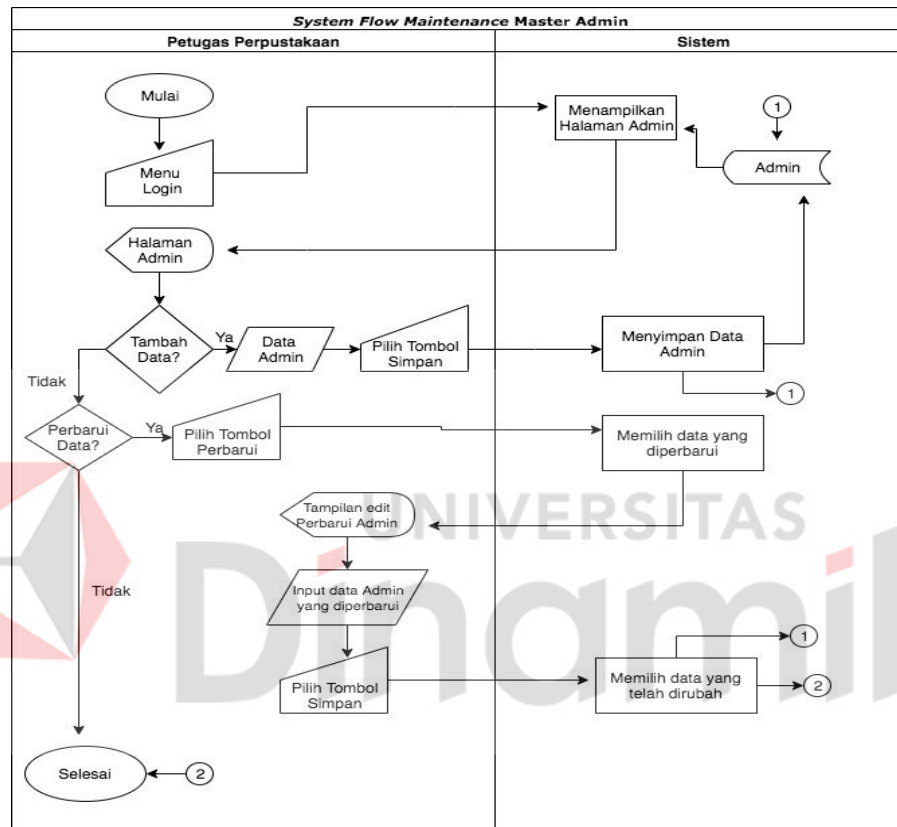 System Flow Maintenance Master Admin
Petugas Perpustakaan
Sistem
Mulai
Menampilkan
Halaman Admin
1
Menu
Login
Admin
Halaman
Admin
Tambah
Data?
Ya
Data
Admin
Pilih Tombol
Simpan
Menyimpan Data
Admin
Tidak
1
Perbarui
Data?
Ya
Pilih Tombol
Perbarui
Memilih data yang
diperbarui
Tampilan edit
Perbarui Admin
UNIVERSITAS
Dinamik
Tidak
Input data Admin
yang diperbarui
1
Pilih Tombol
Simpan
Memilih data yang
telah dirubah
2
Selesai
2